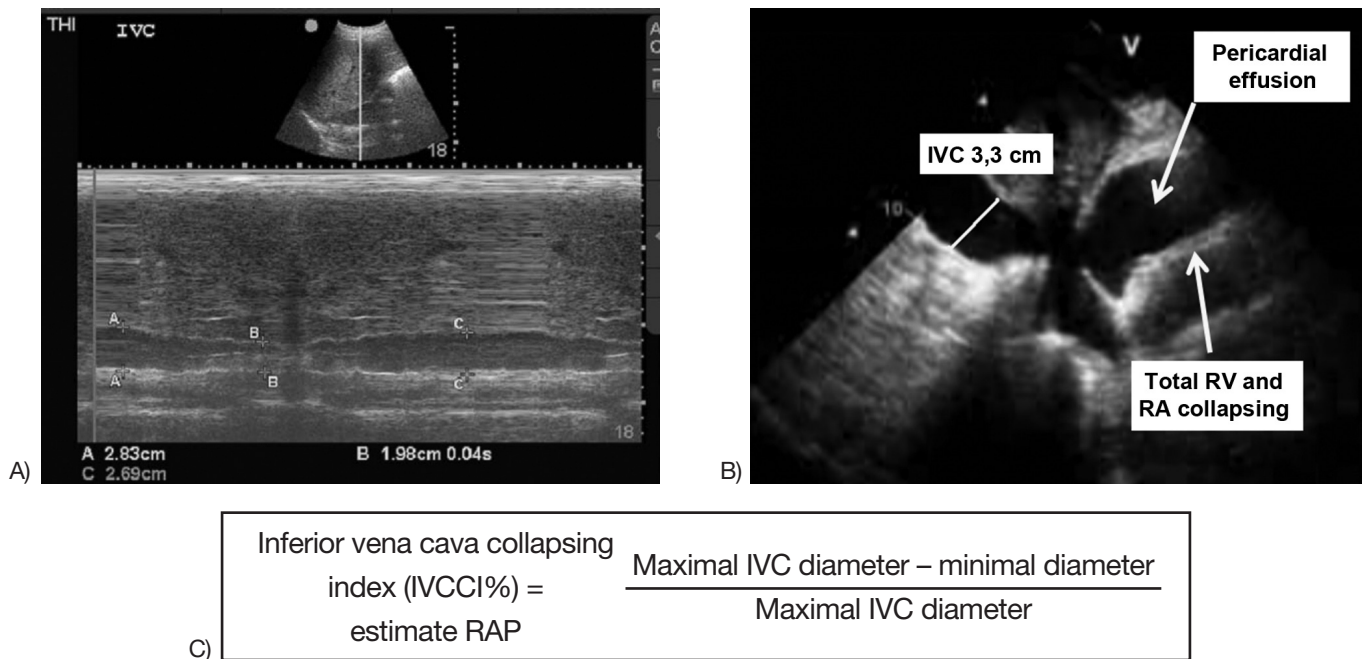 THI
IVC
18
A
A
B
B
C
C
18
A 2.83cm
B 1.98cm 0.04s
C 2.69cm
A)
V
Pericardial
effusion
IVC 3,3 cm
10
Total RV and
RA collapsing
B)
Inferior vena cava collapsing
index (IVCCI%) =
estimate RAP
Maximal IVC diameter – minimal diameter
Maximal IVC diameter
C)